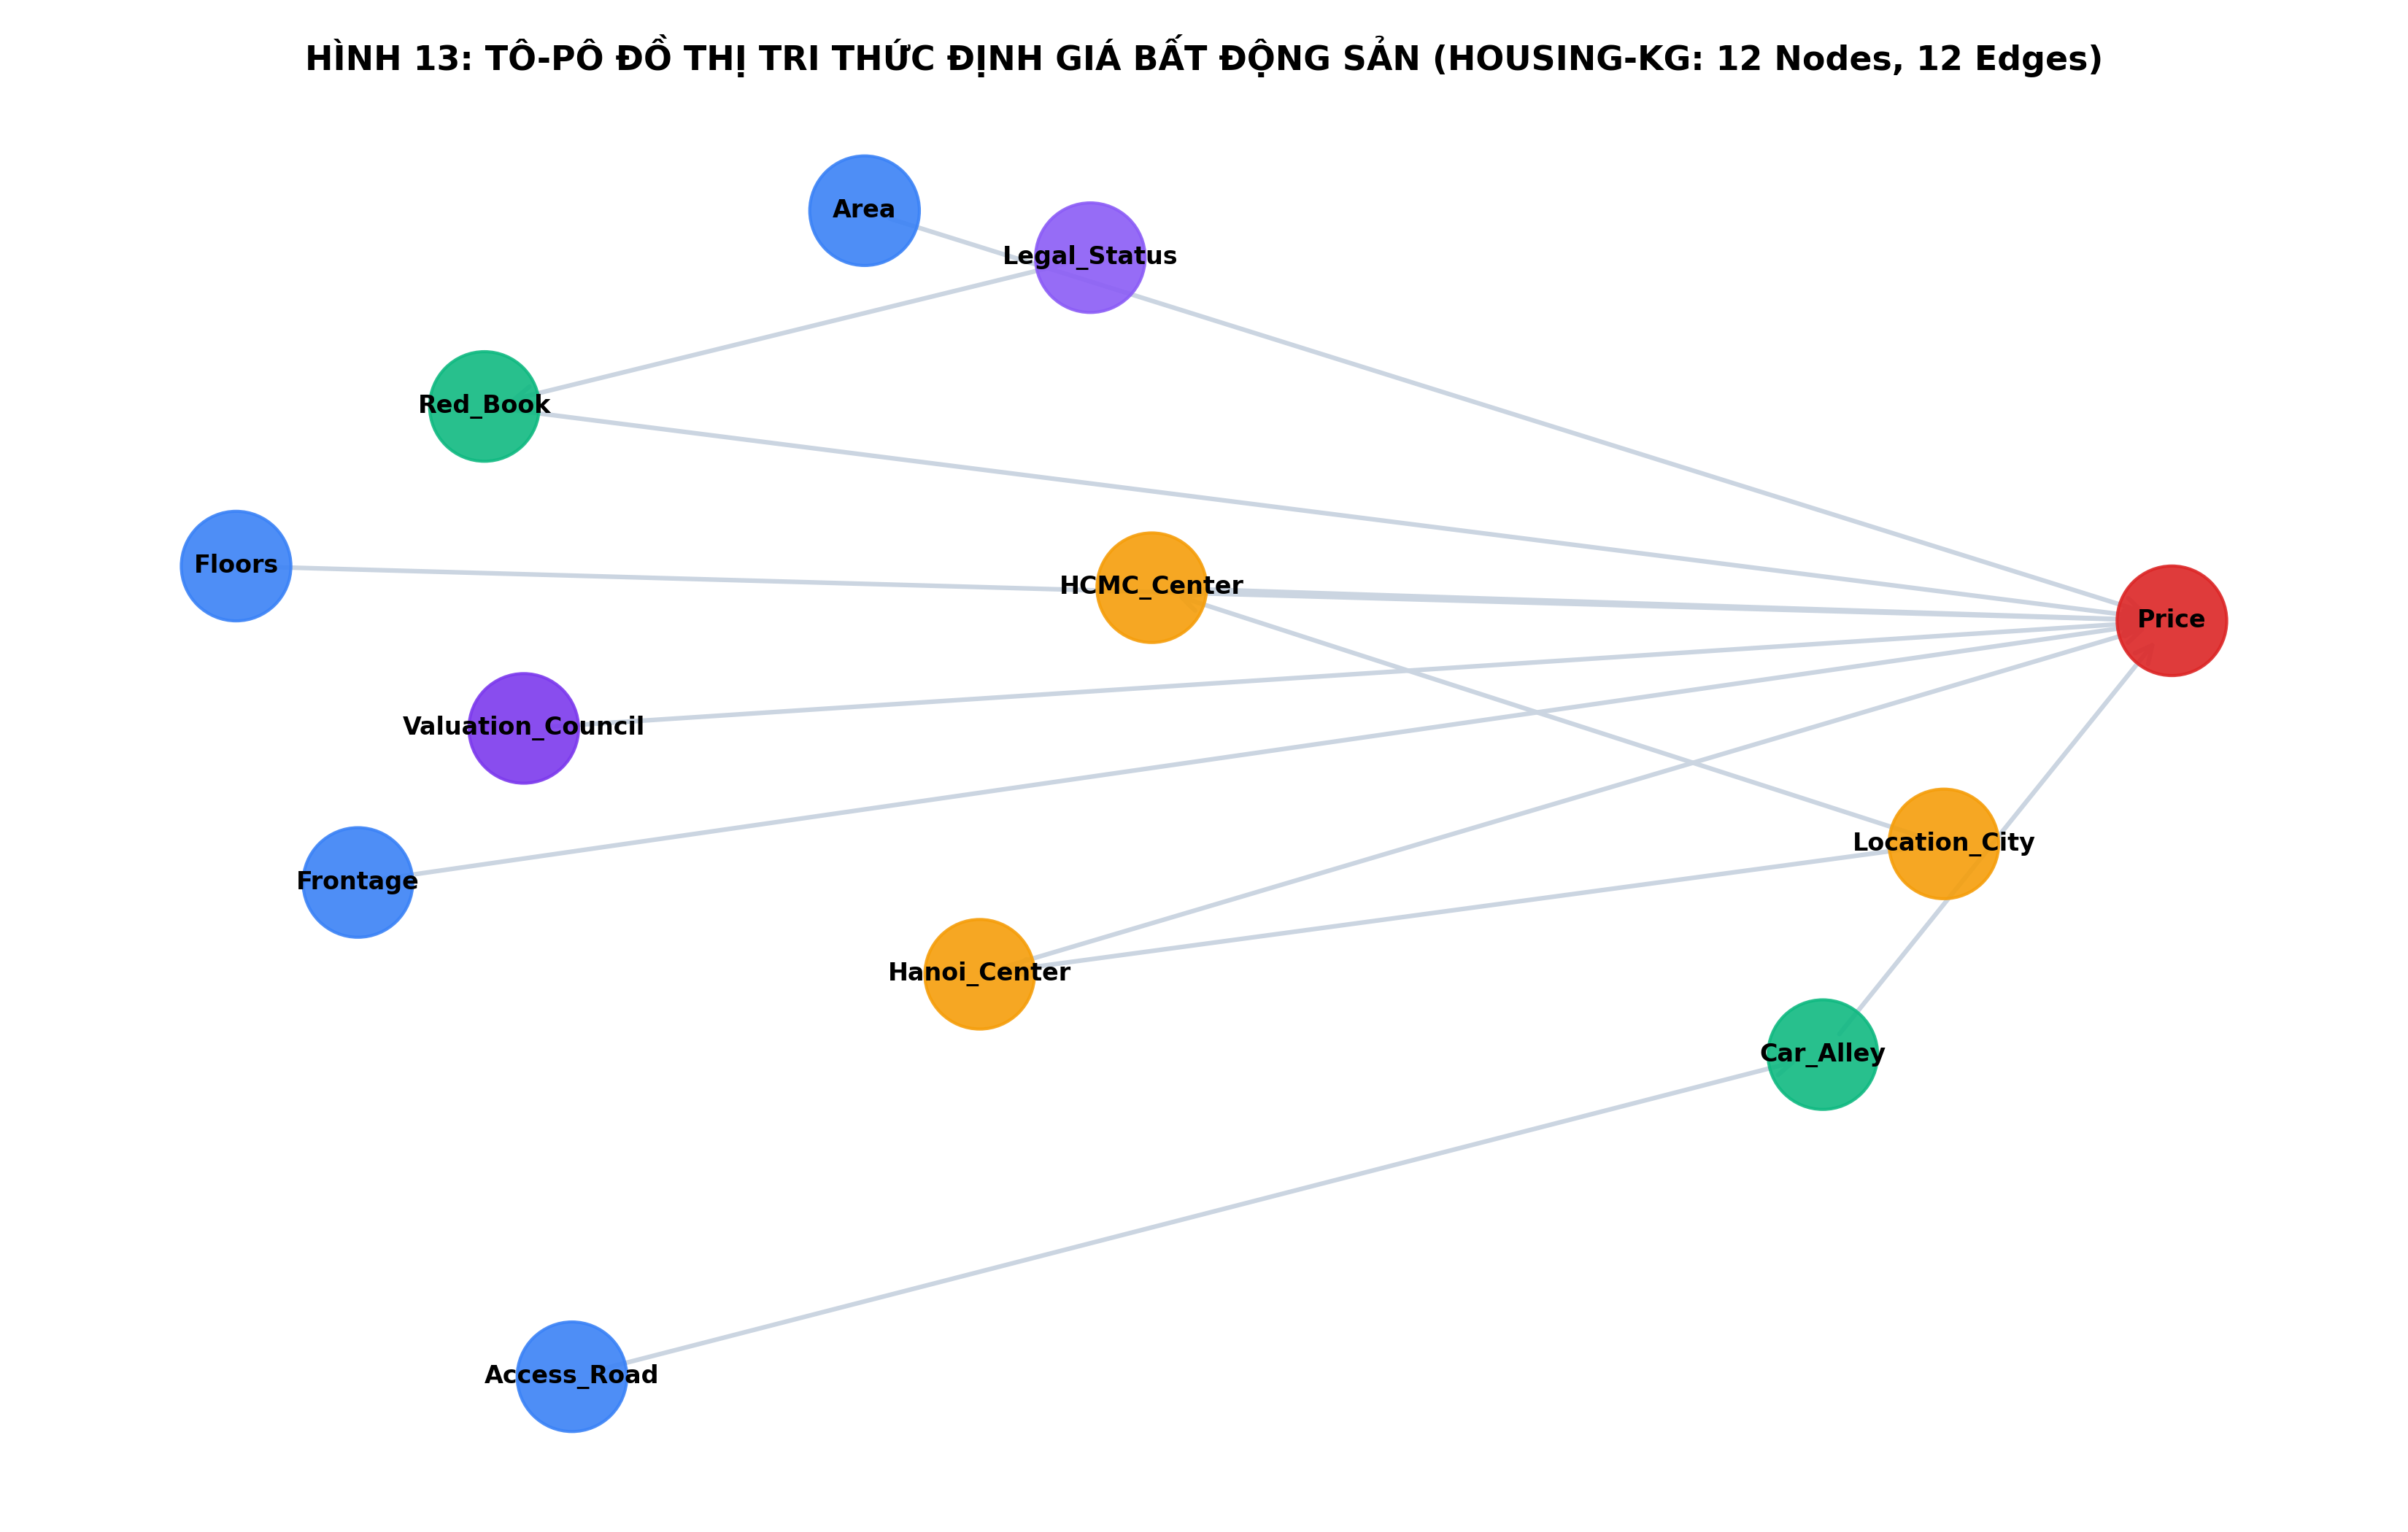 HÌNH 13: TÔ-PÔ ĐỒ THỊ TRI THỨC ĐỊNH GIÁ BẤT ĐỘNG SẢN (HOUSING-KG: 12 Nodes, 12 Edges)
Area
Legal_Status
Red_Book
Floors
HCMC_Center
Price
Valuation_Council
Location_City
Frontage
Hanoi_Center
Car_Alley
Access_Road